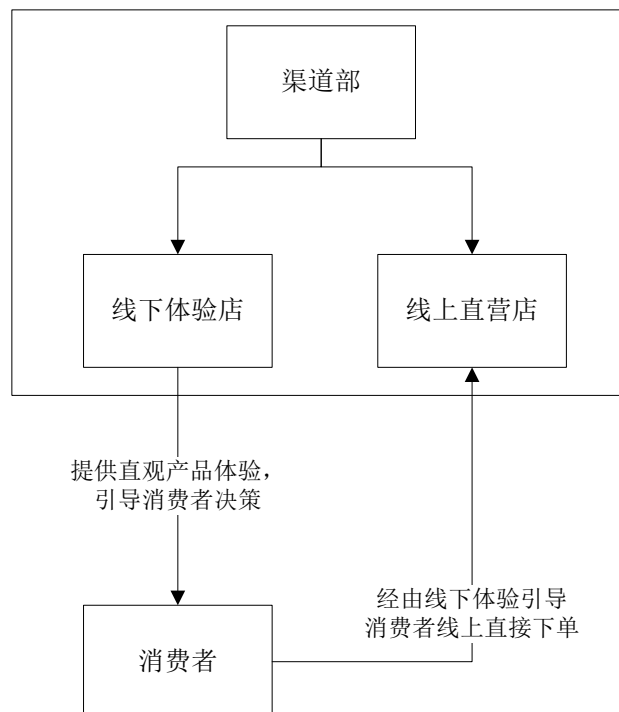 渠道部
线下体验店
线上直营店
提供直观产品体验，
引导消费者决策
经由线下体验引导
消费者线上直接下单
消费者